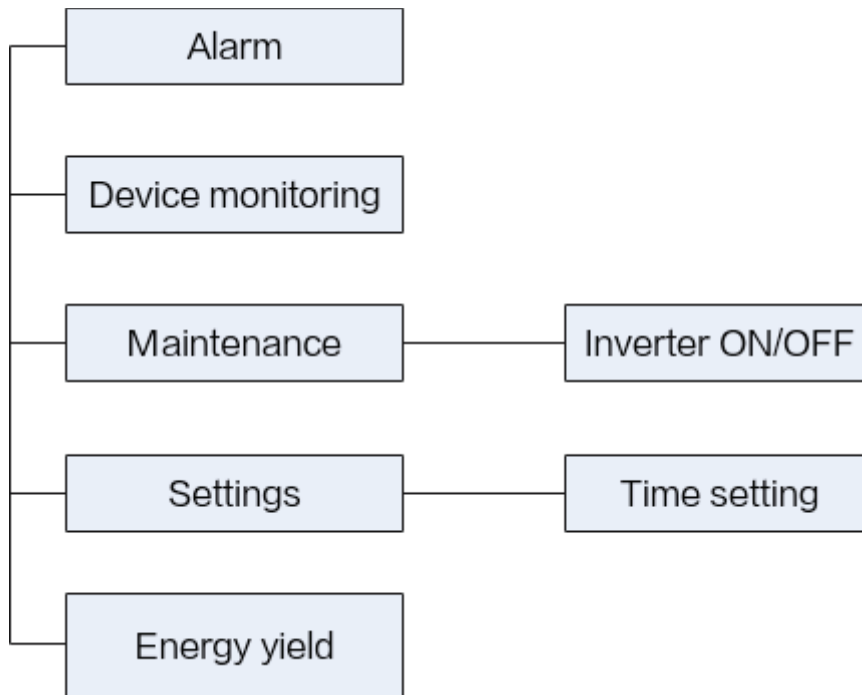 Alarm
Device monitoring
Maintenance
Inverter ON/OFF
Settings
Time setting
Energy yield